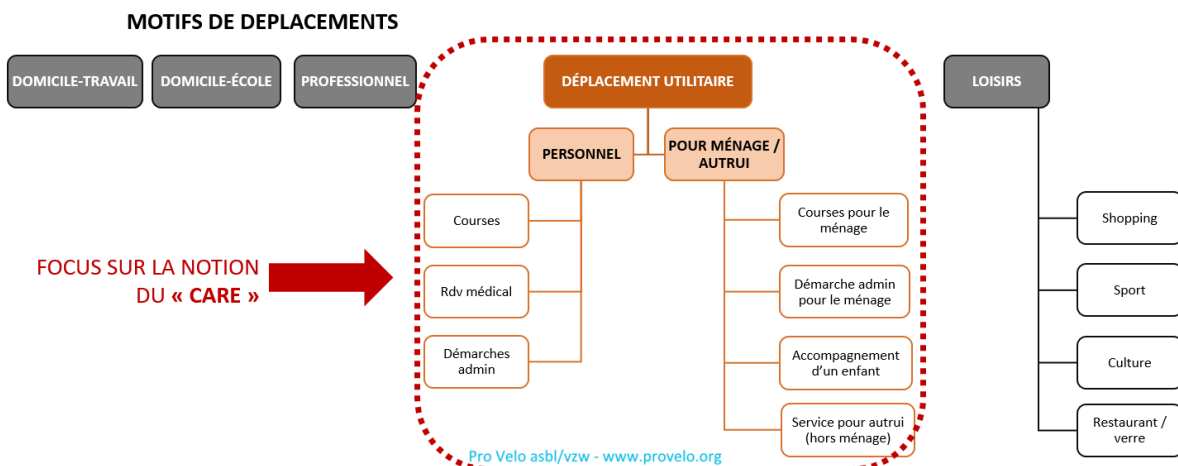 MOTIFS DE DEPLACEMENTS
DOMICILE-TRAVAIL
DOMICILE-ÉCOLE
PROFESSIONNEL
DÉPLACEMENT UTILITAIRE
LOISIRS
PERSONNEL
POUR MÉNAGE /
AUTRUI
Courses
Rdv médical
Démarches
admin
Courses pour le
ménage
Démarche admin
pour le ménage
Accompagnement
d'un enfant
Service pour autrui
(hors ménage)
Shopping
Sport
Culture
Restaurant /
verre
FOCUS SUR LA NOTION
DU « CARE »
Pro Velo asbl/vzw - www.provelo.org